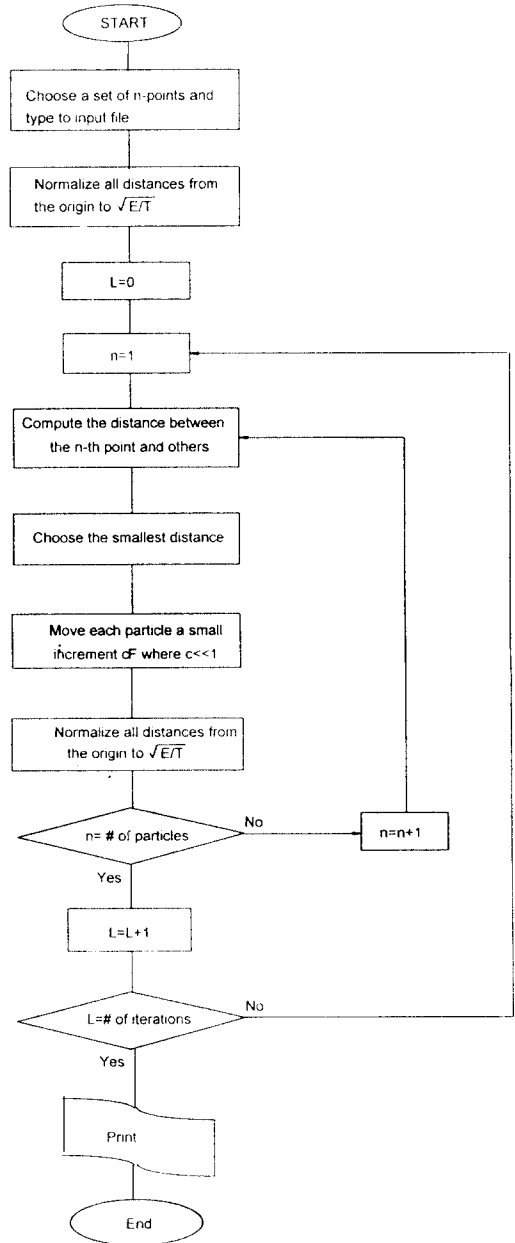 START
Choose a set of n-points and
type to input file
Normalize all distances from
the origin to √E/T
L=0
n=1
Compute the distance between
the n-th point and others
Choose the smallest distance
Move each particle a small
increment cF where c<<1
Normalize all distances from
the origin to √E/T
n= # of particles
No
n=n+1
Yes
L=L+1
L=# of iterations
No
Yes
Print
End